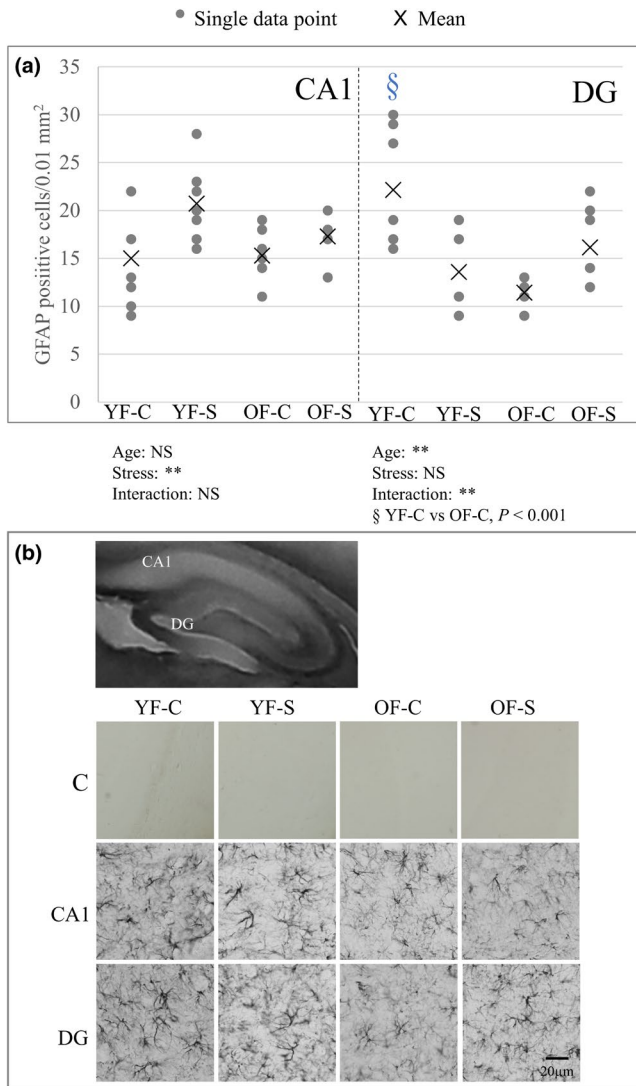 Single data point × Mean
(a)
35
30
25
20
15
10
5
0
GFAP posiitive cells/0.01 mm²
CA1
§
DG
YF-C YF-S OF-C OF-S YF-C YF-S OF-C OF-S
Age: NS
Stress: **
Interaction: NS
Age: **
Stress: NS
Interaction: **
§ YF-C vs OF-C, P < 0.001
(b)
CA1
DG
YF-C YF-S OF-C OF-S
C
CA1
DG
20μm